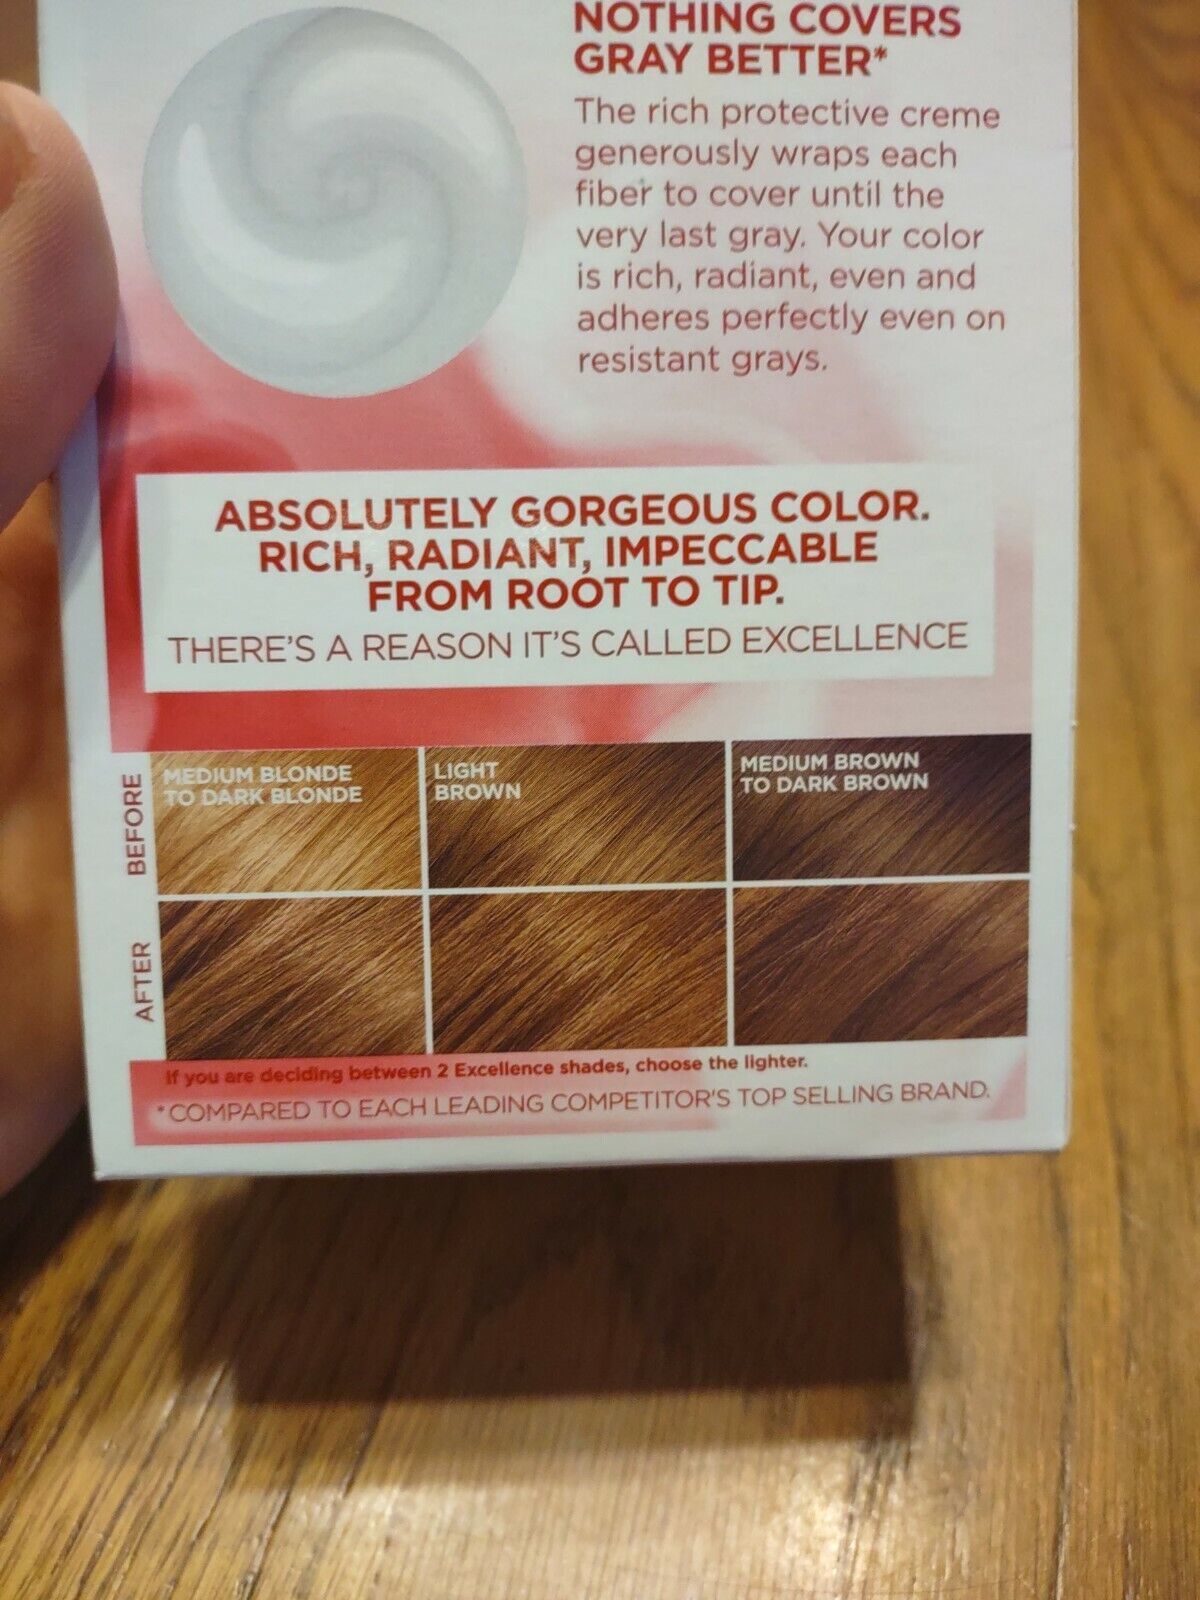 NOTHING COVERS
GRAY BETTER*
The rich protective creme
generously wraps each
fiber to cover until the
very last gray. Your color
is rich, radiant, even and
adheres perfectly even on
resistant grays.
ABSOLUTELY GORGEOUS COLOR.
RICH, RADIANT, IMPECCABLE
FROM ROOT TO TIP.
THERE'S A REASON IT'S CALLED EXCELLENCE
BEFORE
MEDIUM BLONDE
TO DARK BLONDE
LIGHT
BROWN
MEDIUM BROWN
TO DARK BROWN
AFTER
If you are deciding between 2 Excellence shades, choose the lighter.
*COMPARED TO EACH LEADING COMPETITOR'S TOP SELLING BRAND.